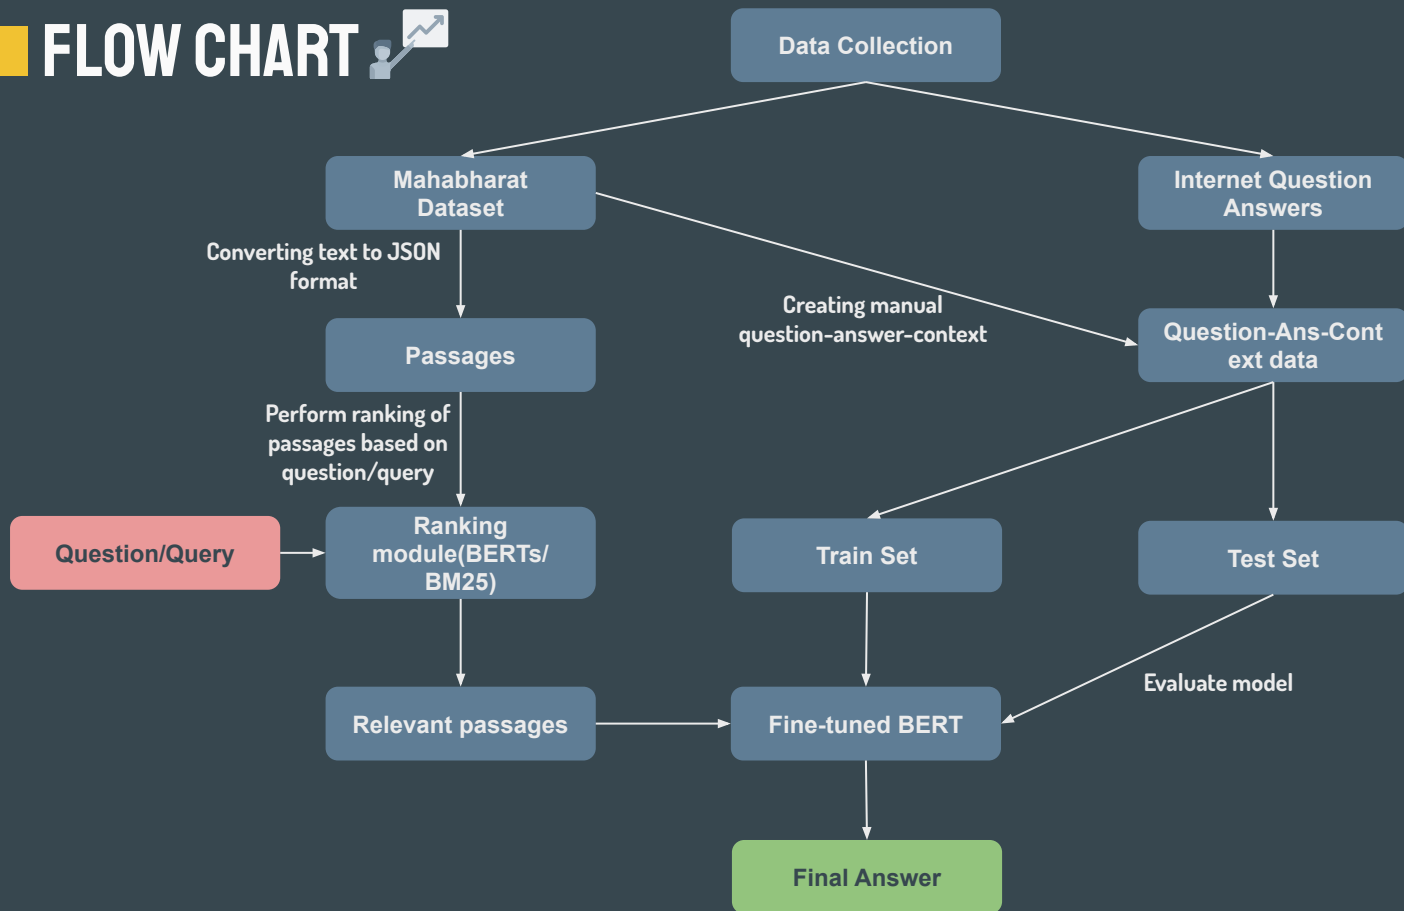 FLOW CHART
Data Collection
Mahabharat
Dataset
Internet Question
Answers
Converting text to JSON
format
Creating manual
question-answer-context
Passages
Question-Ans-Cont
ext data
Perform ranking of
passages based on
question/query
Question/Query
Ranking
module(BERTs/
BM25)
Train Set
Test Set
Evaluate model
Relevant passages
Fine-tuned BERT
Final Answer